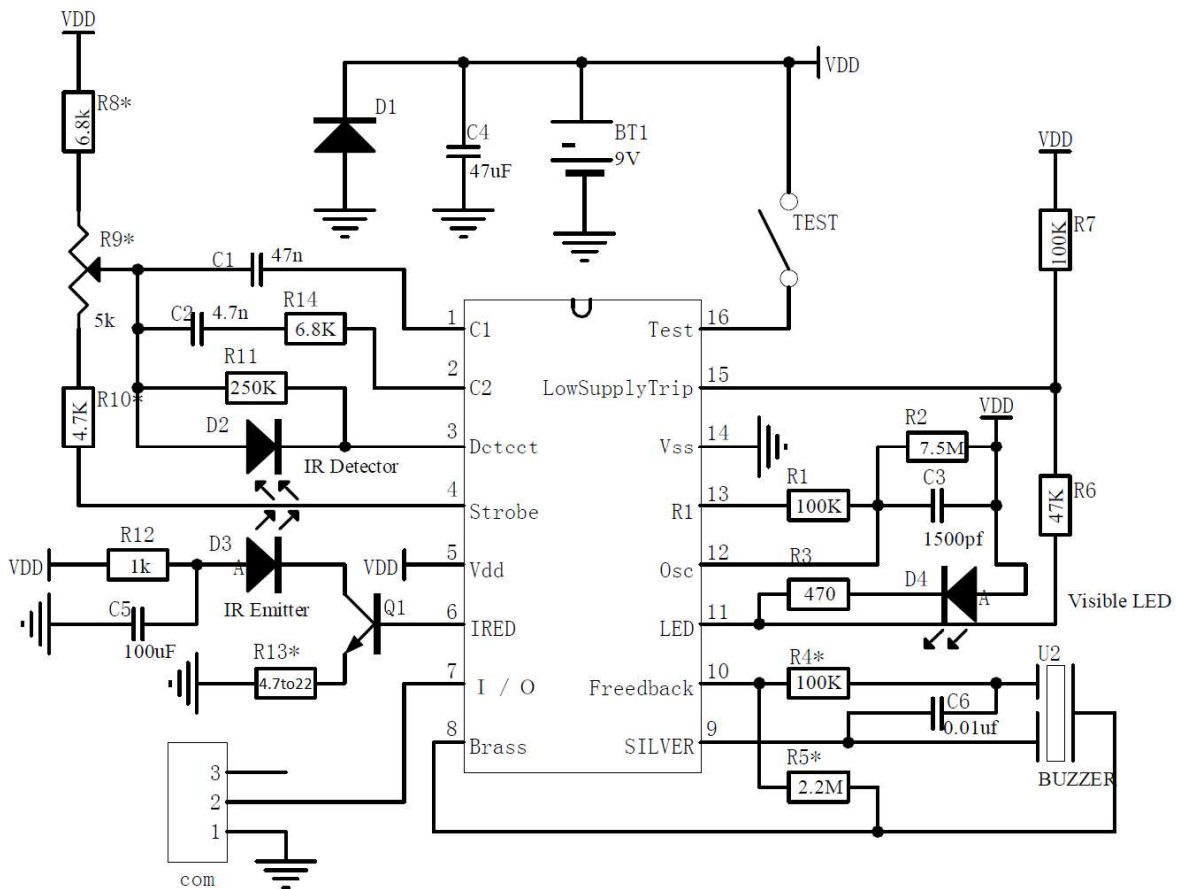 VDD
R8*
6.8k
R9*
5k
R10*
4.7K
D1
C4
47uF
BT1
9V
VDD
TEST
VDD
R7
100K
C1
47n
C2
4.7n
R14
6.8K
R11
250K
D2
IR Detector
R12
1k
VDD
D3
A
IR Emitter
C5
100uF
Q1
R13*
4.7to22
VDD
1
C1
2
C2
3
Dctcct
4
Strobe
5
Vdd
6
IRED
7
I / O
8
Brass
16
Test
15
LowSupplyTrip
14
Vss
13
R1
12
Osc
11
LED
10
Freedback
9
SILVER
R2
7.5M
VDD
R1
100K
C3
1500pf
R6
47K
R3
470
D4
A
Visible LED
R4*
100K
C6
0.01uf
U2
BUZZER
R5*
2.2M
3
2
1
com